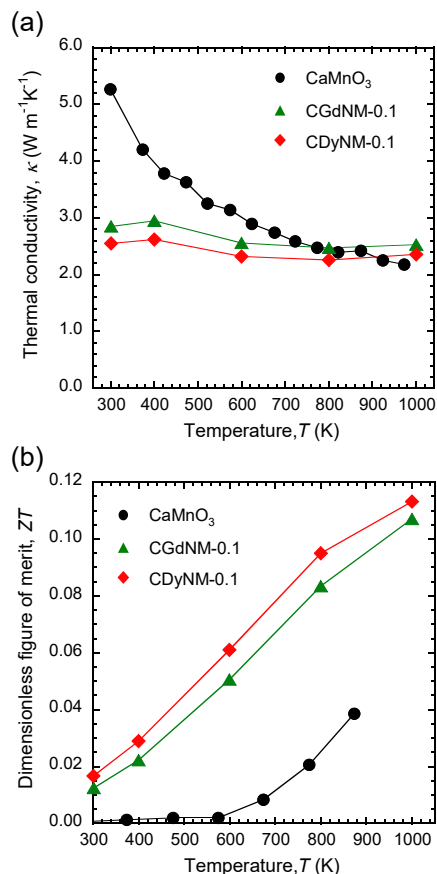 (a)
6.0
5.0
4.0
3.0
2.0
1.0
0.0
Thermal conductivity, κ (W m⁻¹K⁻¹)
CaMnO₃
CGdNM-0.1
CDyNM-0.1
300 400 500 600 700 800 900 1000
Temperature,T (K)
(b)
0.12
0.10
0.08
0.06
0.04
0.02
0.00
Dimensionless figure of merit, ZT
CaMnO₃
CGdNM-0.1
CDyNM-0.1
300 400 500 600 700 800 900 1000
Temperature,T (K)